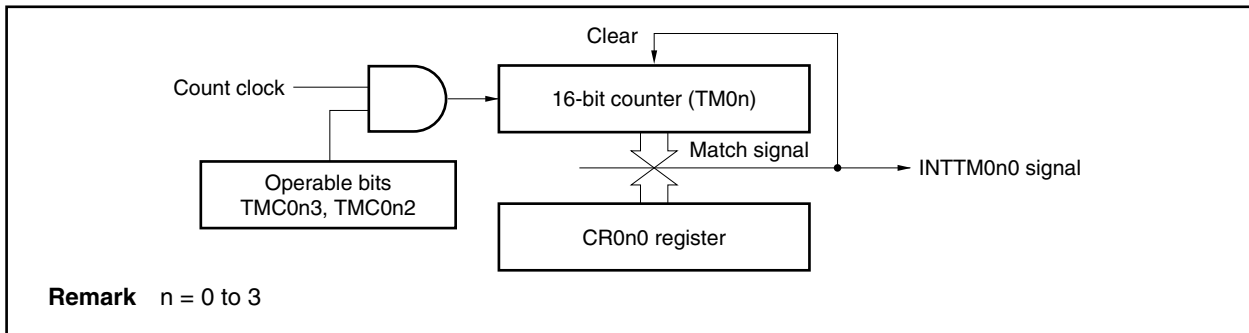 Clear
Count clock
16-bit counter (TM0n)
Match signal
INTTM0n0 signal
Operable bits
TMC0n3, TMC0n2
CR0n0 register
Remark n = 0 to 3